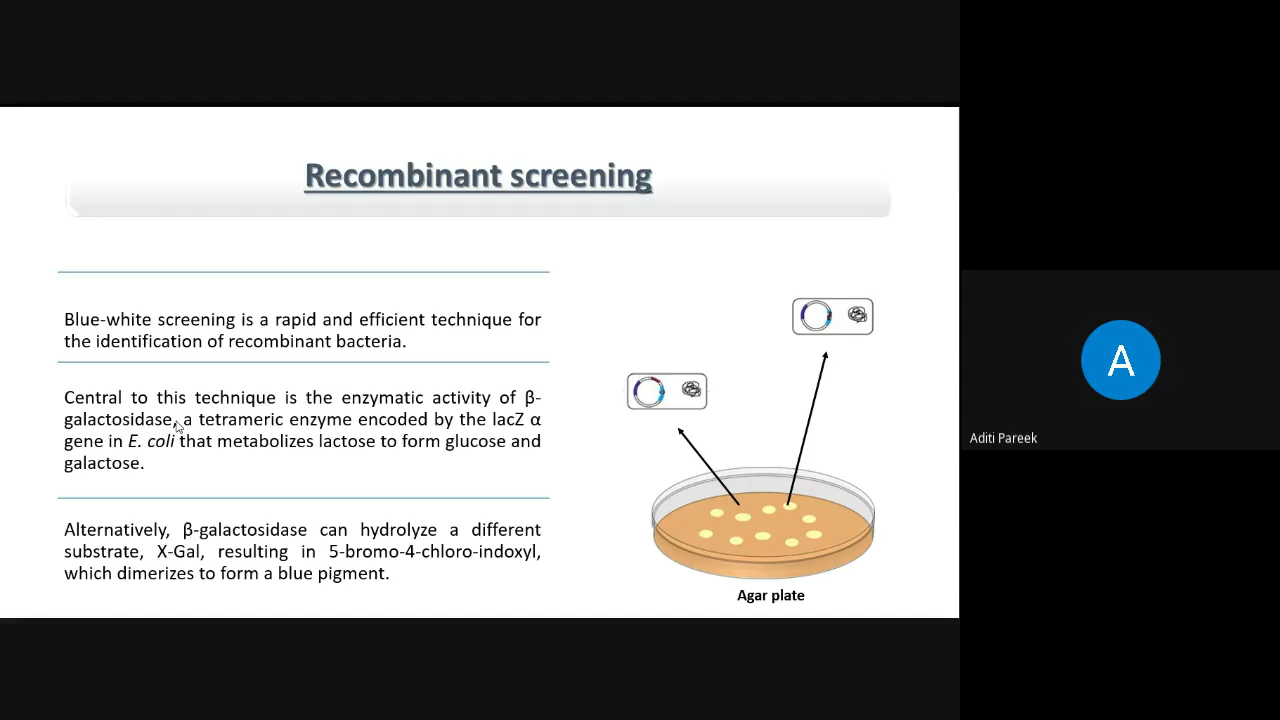 Recombinant screening
Blue-white screening is a rapid and efficient technique for
the identification of recombinant bacteria.
Central to this technique is the enzymatic activity of β-
galactosidase, a tetrameric enzyme encoded by the lacZ α
gene in E. coli that metabolizes lactose to form glucose and
galactose.
Alternatively, β-galactosidase can hydrolyze a different
substrate, X-Gal, resulting in 5-bromo-4-chloro-indoxyl,
which dimerizes to form a blue pigment.
Agar plate
A
Aditi Pareek